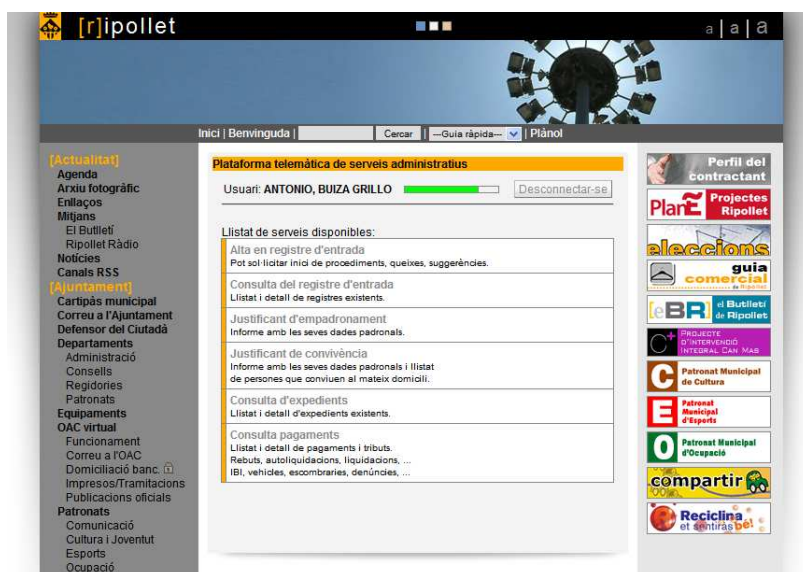 [r]ipollet
a | a | a
Inici | Benvinguda | Cercar | ---Guia ràpida--- | Plànol
[Actualitat]
Agenda
Arxiu fotogràfic
Enllaços
Mitjans
El Butlletí
Ripollet Ràdio
Notícies
Canals RSS
[Ajuntament]
Cartipàs municipal
Correu a l'Ajuntament
Defensor del Ciutadà
Departaments
Administració
Consells
Regidories
Patronats
Equipaments
OAC virtual
Funcionament
Correu a l'OAC
Domiciliació banc.
Impresos/Tramitacions
Publicacions oficials
Patronats
Comunicació
Cultura i Joventut
Esports
Ocupació
Plataforma telemàtica de serveis administratius
Usuari: ANTONIO, BUIZA GRILLO Desconnectar-se
Llistat de serveis disponibles:
Alta en registre d'entrada
Pot sol·licitar inici de procediments, queixes, suggerències.
Consulta del registre d'entrada
Llistat i detall de registres existents.
Justificant d'empadronament
Informe amb les seves dades padronals.
Justificant de convivència
Informe amb les seves dades padronals i llistat
de persones que conviuen al mateix domicili.
Consulta d'expedients
Llistat i detall d'expedients existents.
Consulta pagaments
Llistat i detall de pagaments i tributs.
Rebuts, autoliquidacions, liquidacions, ...
IBI, vehicles, escombraries, denúncies, ...
Perfil del
contractant
PlanE Projectes
Ripollet
eleccions
guia
comercial
de Ripollet
[eBR] el Butlletí
de Ripollet
C+ PROJECTE
D'INTERVENCIÓ
INTEGRAL CAN MAS
C Patronat Municipal
de Cultura
E Patronat
Municipal
d'Esports
O Patronat Municipal
d'Ocupació
compartir
Reciclina
et sentiràs bé!